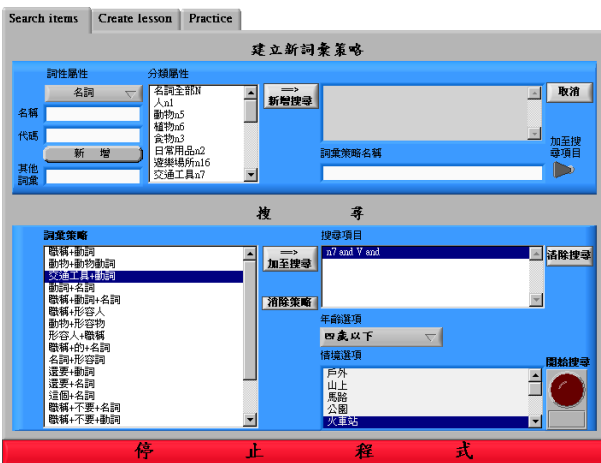 Search items Create lesson Practice
建立新詞彙策略
詞性屬性 分類屬性
名詞
名稱
代碼
新 增
其他
詞彙
名詞全部N
人n1
動物n5
植物n6
食物n3
日常用品n2
遊樂場所n16
交通工具n7
==>
新增搜尋
取消
加至搜
尋項目
詞彙策略名稱
搜 尋
詞彙策略
職稱+動詞
動物+動物動詞
交通工具+動詞
動詞+名詞
職稱+動詞+名詞
職稱+形容人
動物+形容物
形容人+職稱
職稱+的+名詞
名詞+形容詞
還要+動詞
還要+名詞
這個+名詞
職稱+不要+名詞
職稱+不要+動詞
==>
加至搜尋
消除策略
搜尋項目
n7 and V and
清除搜尋
年齡選項
四歲以下
情境選項
戶外
山上
馬路
公園
火車站
開始搜尋
停 止 程 式